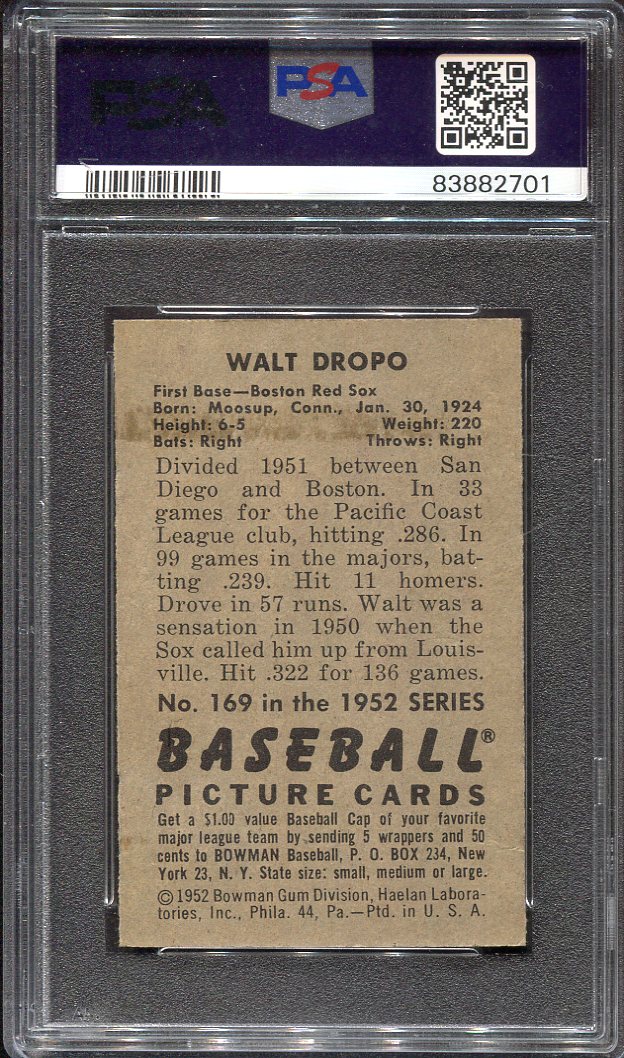 PSA
PSA
83882701
WALT DROPO
First Base—Boston Red Sox
Born: Moosup, Conn., Jan. 30, 1924
Height: 6-5 Weight: 220
Bats: Right Throws: Right
Divided 1951 between San
Diego and Boston. In 33
games for the Pacific Coast
League club, hitting .286. In
99 games in the majors, bat-
ting .239. Hit 11 homers.
Drove in 57 runs. Walt was a
sensation in 1950 when the
Sox called him up from Louis-
ville. Hit .322 for 136 games.
No. 169 in the 1952 SERIES
BASEBALL®
PICTURE CARDS
Get a $1.00 value Baseball Cap of your favorite
major league team by sending 5 wrappers and 50
cents to BOWMAN Baseball, P. O. BOX 234, New
York 23, N. Y. State size: small, medium or large.
©1952 Bowman Gum Division, Haelan Labora-
tories, Inc., Phila. 44, Pa.—Ptd. in U. S. A.